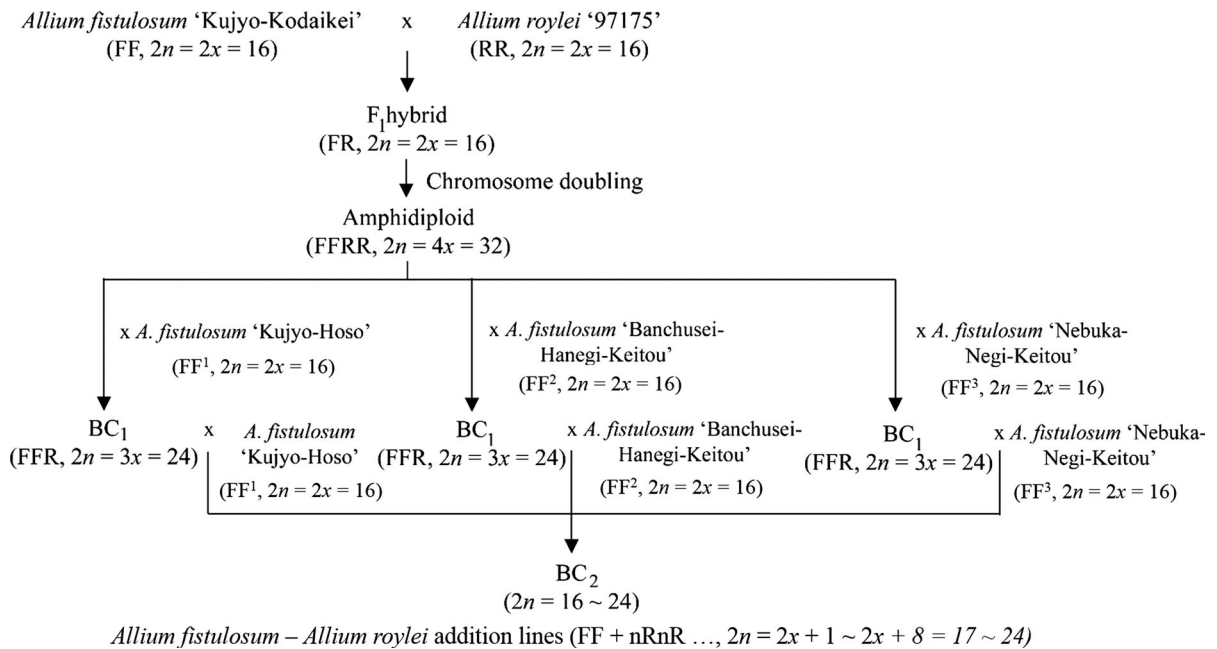 Allium fistulosum ‘Kujyo-Kodaikei’ x Allium roylei ‘97175’
(FF, 2n = 2x = 16) (RR, 2n = 2x = 16)
F1hybrid
(FR, 2n = 2x = 16)
Chromosome doubling
Amphidiploid
(FFRR, 2n = 4x = 32)
x A. fistulosum ‘Kujyo-Hoso’
(FF¹, 2n = 2x = 16)
x A. fistulosum ‘Banchusei-
Hanegi-Keitou’
(FF², 2n = 2x = 16)
x A. fistulosum ‘Nebuka-
Negi-Keitou’
(FF³, 2n = 2x = 16)
BC1
(FFR, 2n = 3x = 24)
x A. fistulosum
‘Kujyo-Hoso’
(FF¹, 2n = 2x = 16)
BC1
(FFR, 2n = 3x = 24)
x A. fistulosum ‘Banchusei-
Hanegi-Keitou’
(FF², 2n = 2x = 16)
BC1
(FFR, 2n = 3x = 24)
x A. fistulosum ‘Nebuka-
Negi-Keitou’
(FF³, 2n = 2x = 16)
BC2
(2n = 16 ~ 24)
Allium fistulosum – Allium roylei addition lines (FF + nRnR ..., 2n = 2x + 1 ~ 2x + 8 = 17 ~ 24)